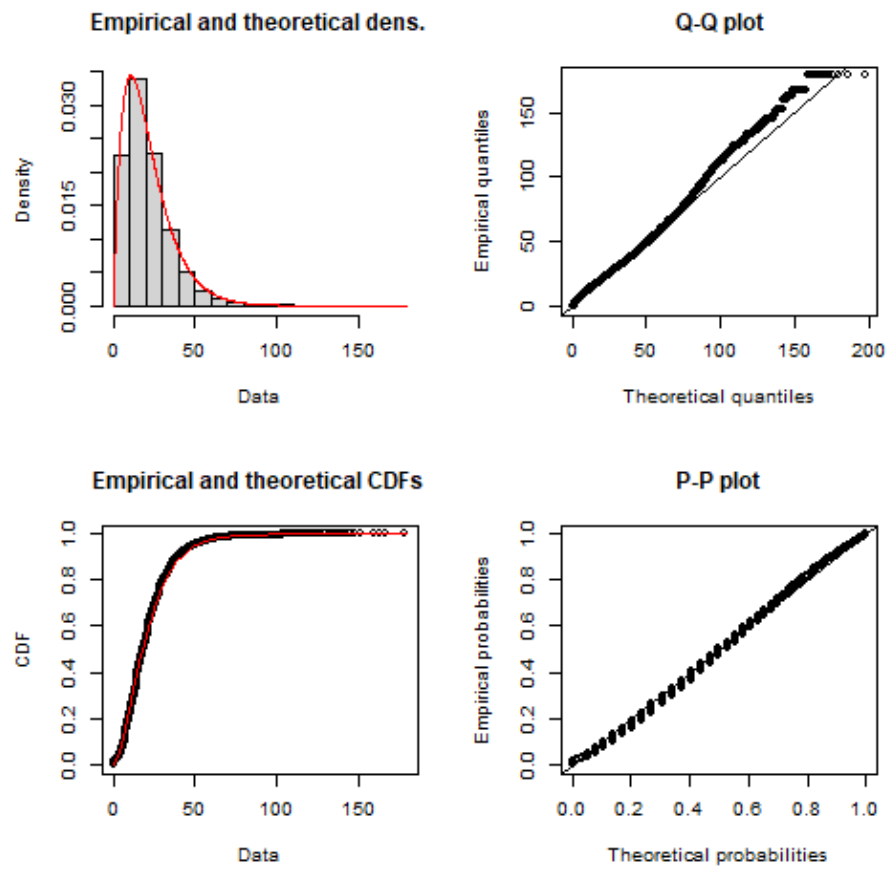 Empirical and theoretical dens.
Density
0.000
0.015
0.030
0 50 100 150
Data
Q-Q plot
Empirical quantiles
0
50
100
150
0 50 100 150 200
Theoretical quantiles
Empirical and theoretical CDFs
CDF
0.0
0.2
0.4
0.6
0.8
1.0
0 50 100 150
Data
P-P plot
Empirical probabilities
0.0
0.2
0.4
0.6
0.8
1.0
0.0 0.2 0.4 0.6 0.8 1.0
Theoretical probabilities